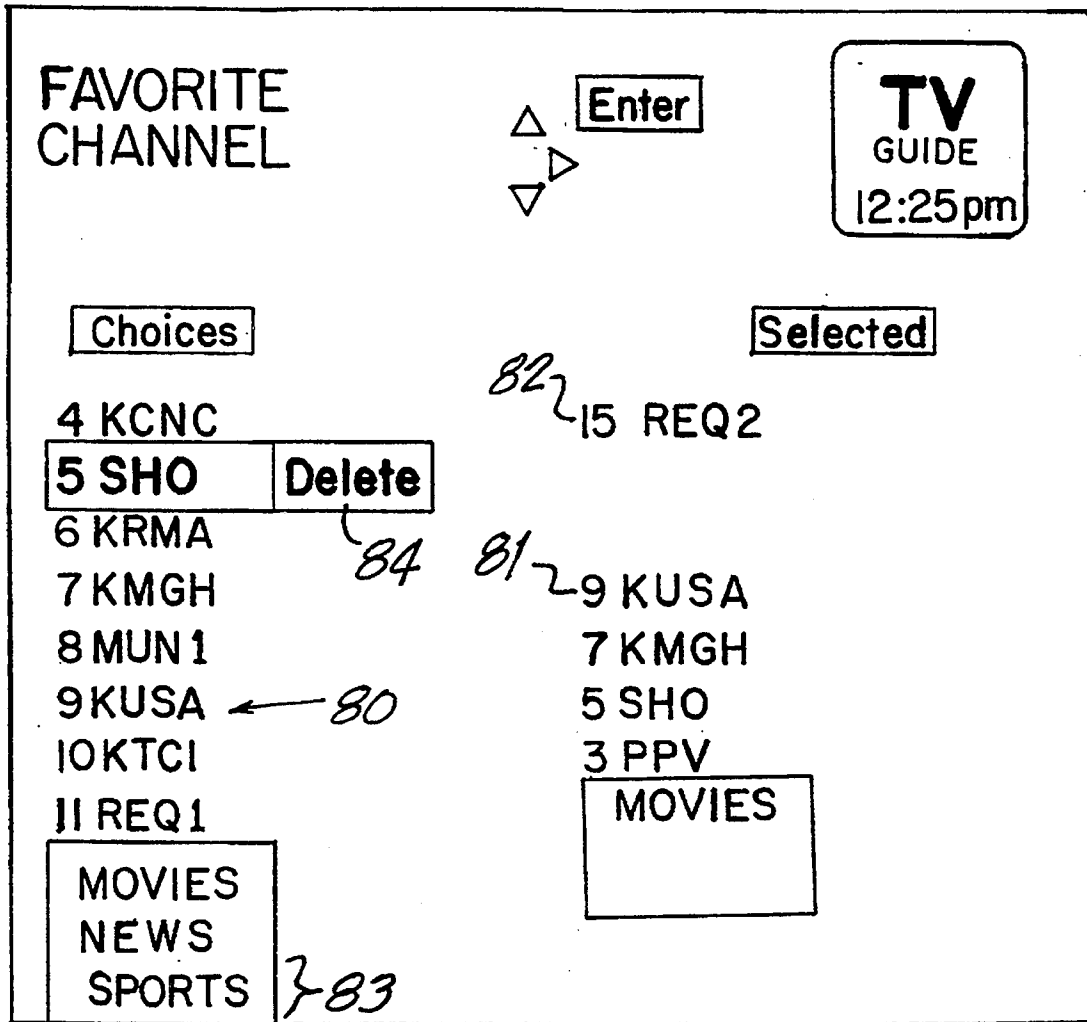 FAVORITE
CHANNEL
Enter
TV
GUIDE
12:25pm
Choices
Selected
4 KCNC
5 SHO Delete
6 KRMA
7 KMGH
8 MUN1
9 KUSA
10 KTCI
11 REQ1
MOVIES
NEWS
SPORTS
84
80
83
82
15 REQ2
81
9 KUSA
7 KMGH
5 SHO
3 PPV
MOVIES